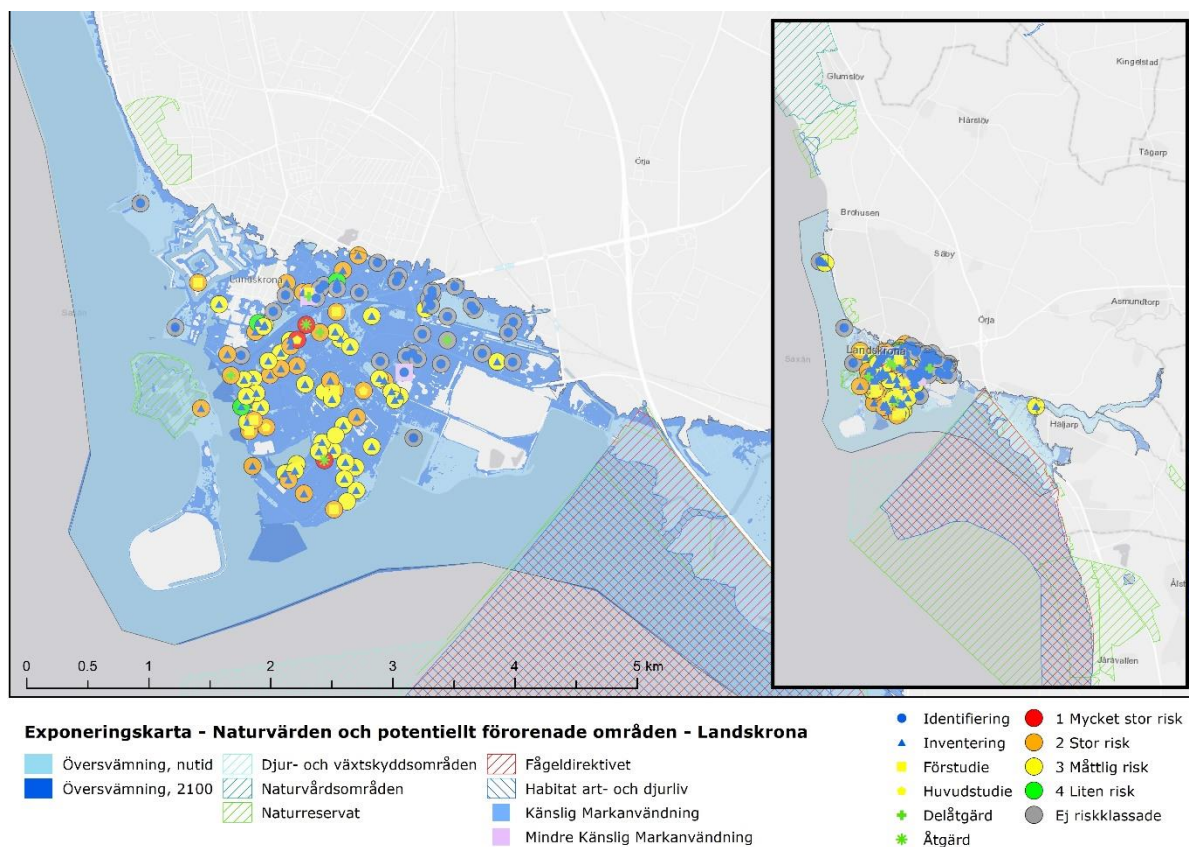 Glumslöv
Kingelstad
Härslöv
Tågarp
Örja
Brohusen
Säby
Asmundtorp
Örja
Landskrona
Landskrona
Saxån
Saxån
Häljarp
Ålst
Järavallen
0 0.5 1 2 3 4 5 km
Exponeringskarta - Naturvärden och potentiellt förorenade områden - Landskrona
Översvämning, nutid
Översvämning, 2100
Djur- och växtskyddsområden
Naturvårdsområden
Naturreservat
Fågeldirektivet
Habitat art- och djurliv
Känslig Markanvändning
Mindre Känslig Markanvändning
Identifiering
Inventering
Förstudie
Huvudstudie
Delåtgärd
Åtgärd
1 Mycket stor risk
2 Stor risk
3 Måttlig risk
4 Liten risk
Ej riskklassade